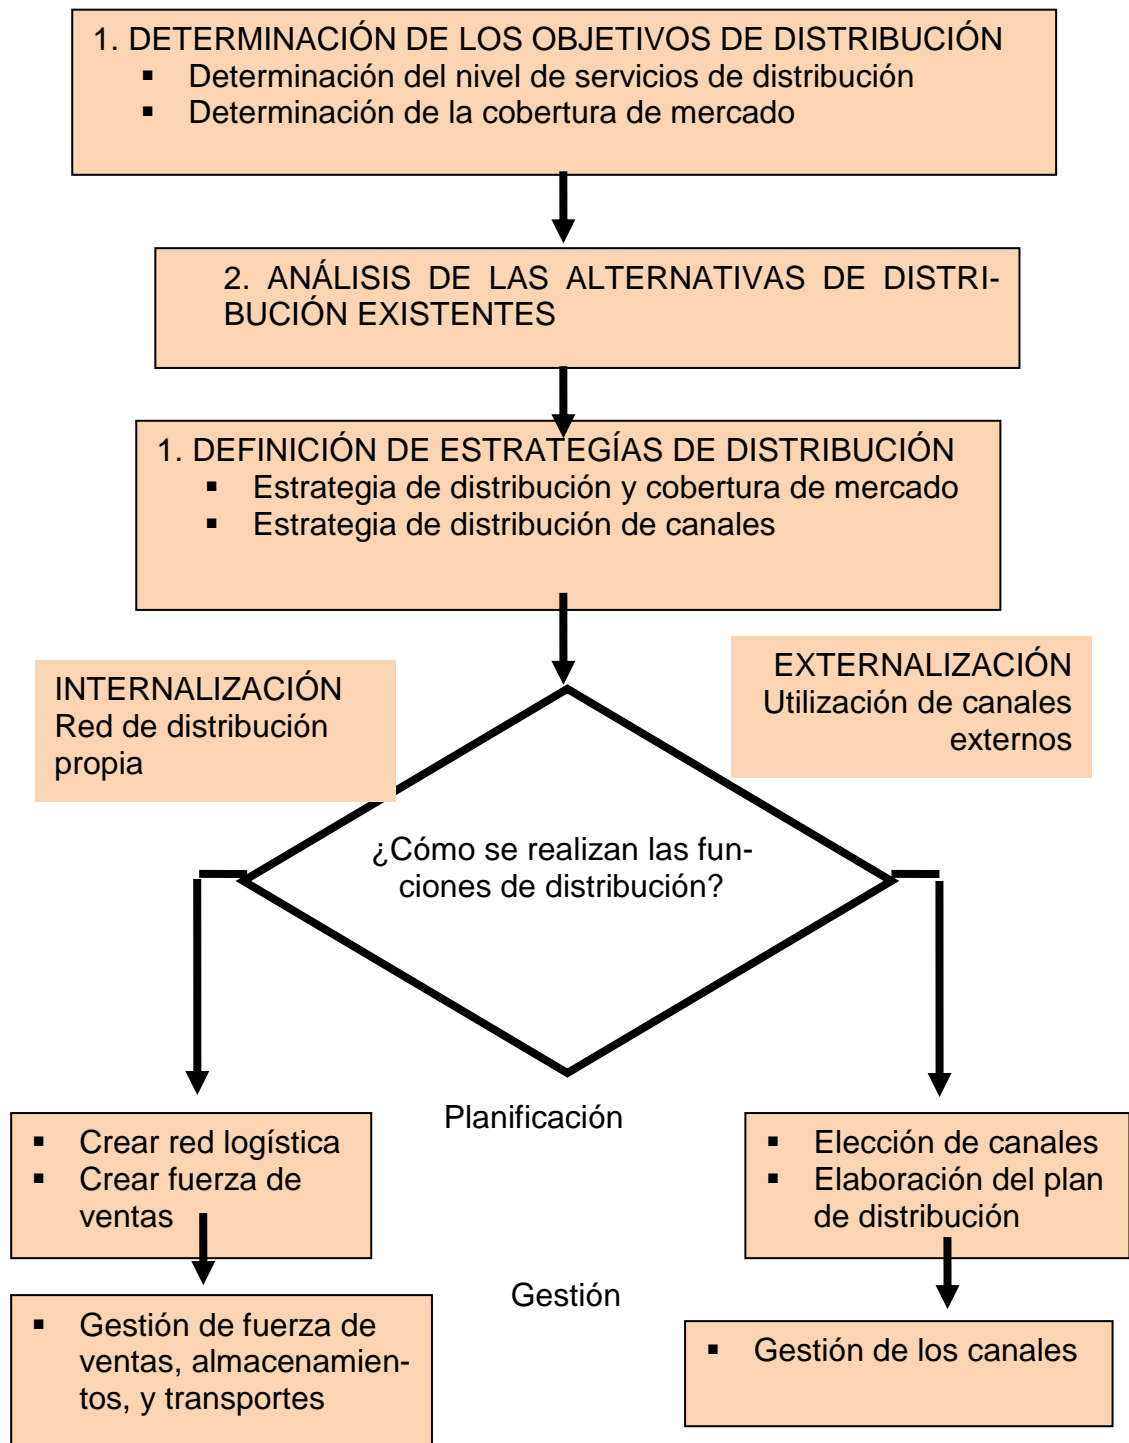 1. DETERMINACIÓN DE LOS OBJETIVOS DE DISTRIBUCIÓN
▪ Determinación del nivel de servicios de distribución
▪ Determinación de la cobertura de mercado
2. ANÁLISIS DE LAS ALTERNATIVAS DE DISTRI-
BUCIÓN EXISTENTES
1. DEFINICIÓN DE ESTRATEGÍAS DE DISTRIBUCIÓN
▪ Estrategia de distribución y cobertura de mercado
▪ Estrategia de distribución de canales
INTERNALIZACIÓN
Red de distribución
propia
EXTERNALIZACIÓN
Utilización de canales
externos
¿Cómo se realizan las fun-
ciones de distribución?
Planificación
▪ Crear red logística
▪ Crear fuerza de
ventas
▪ Elección de canales
▪ Elaboración del plan
de distribución
Gestión
▪ Gestión de fuerza de
ventas, almacenamien-
tos, y transportes
▪ Gestión de los canales